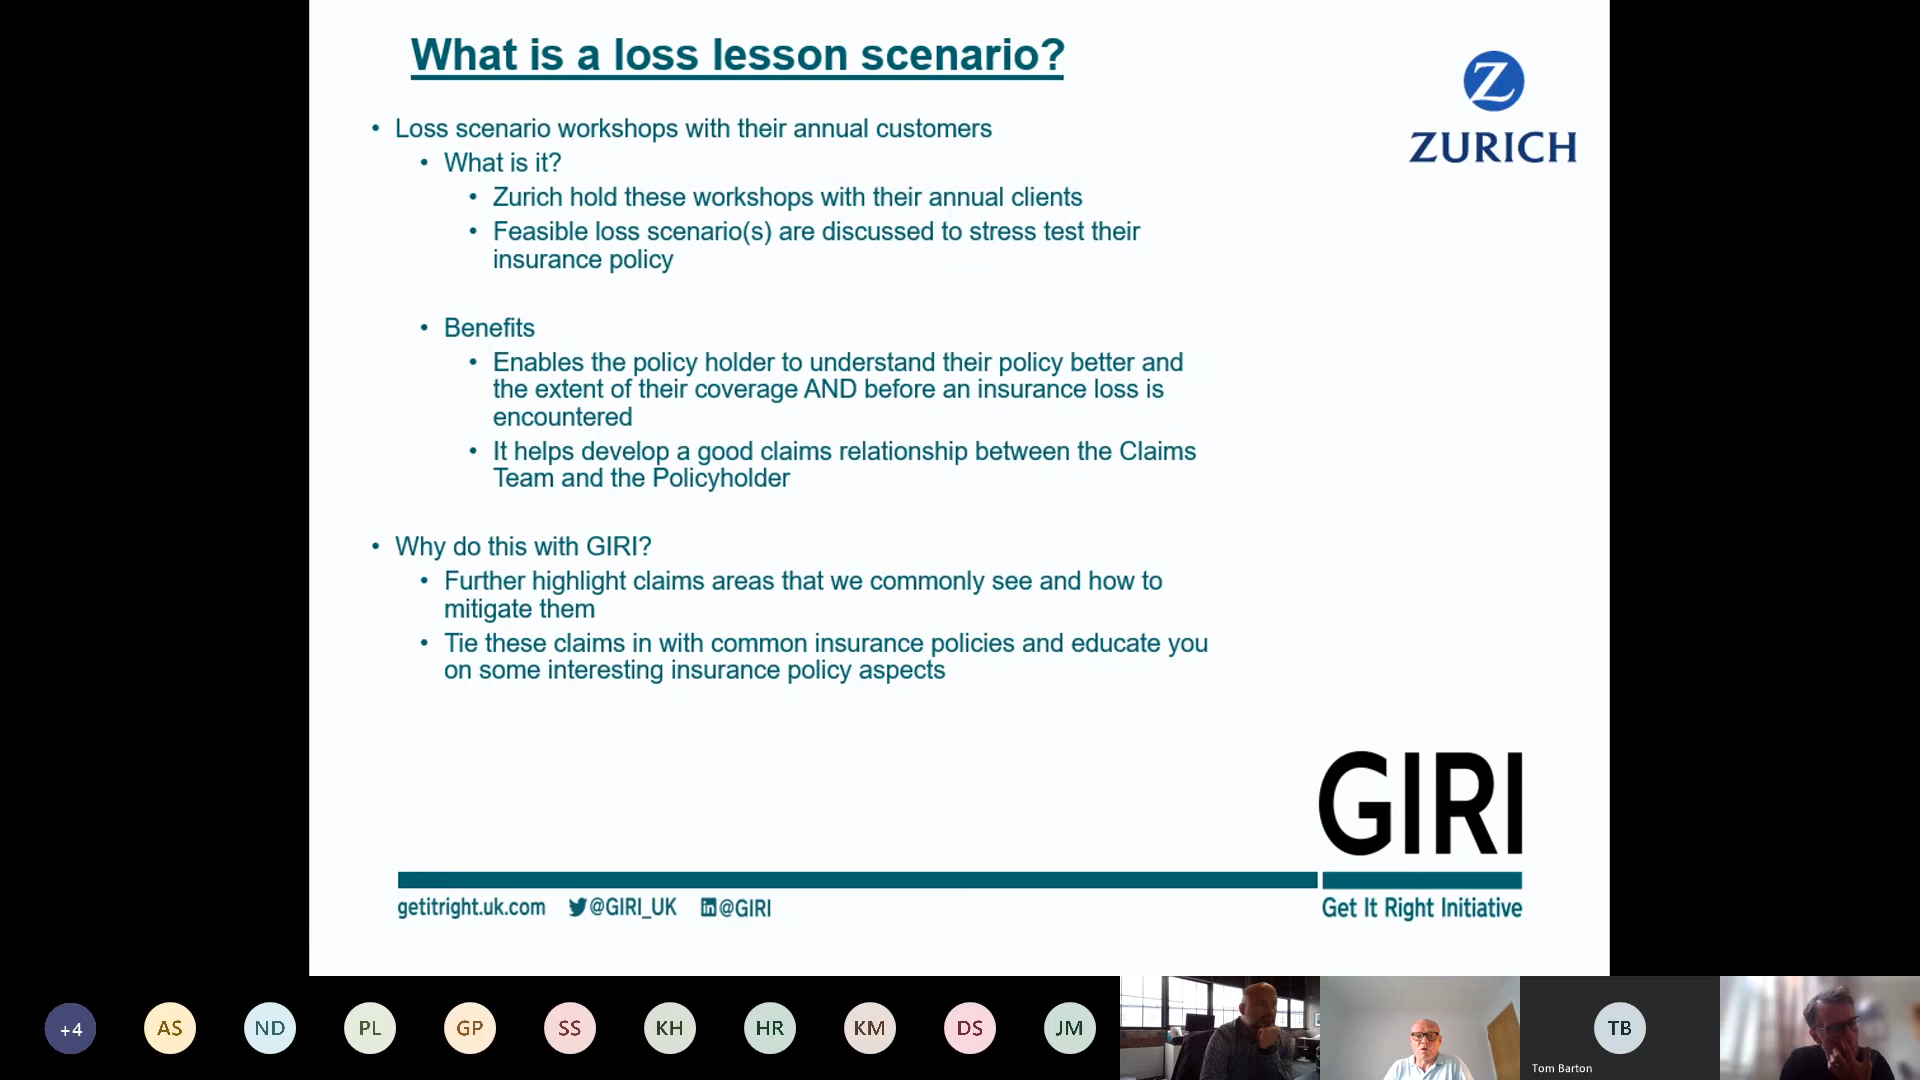 What is a loss lesson scenario?
Z
ZURICH
• Loss scenario workshops with their annual customers
• What is it?
• Zurich hold these workshops with their annual clients
• Feasible loss scenario(s) are discussed to stress test their
insurance policy
• Benefits
• Enables the policy holder to understand their policy better and
the extent of their coverage AND before an insurance loss is
encountered
• It helps develop a good claims relationship between the Claims
Team and the Policyholder
• Why do this with GIRI?
• Further highlight claims areas that we commonly see and how to
mitigate them
• Tie these claims in with common insurance policies and educate you
on some interesting insurance policy aspects
GIRI
getitright.uk.com @GIRI_UK in @GIRI
Get It Right Initiative
+4 AS ND PL GP SS KH HR KM DS JM TB
Tom Barton